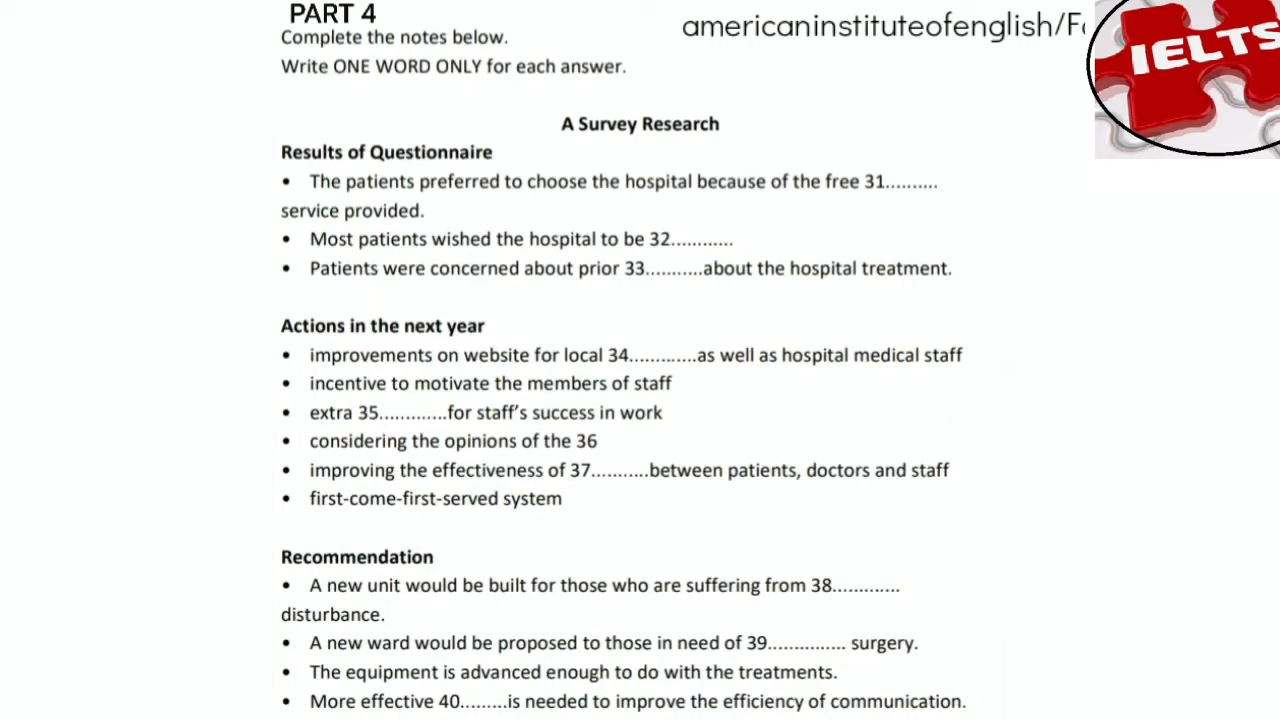 PART 4
americaninstituteofenglish/F
IELTS
Complete the notes below.
Write ONE WORD ONLY for each answer.
A Survey Research
Results of Questionnaire
• The patients preferred to choose the hospital because of the free 31..........
service provided.
• Most patients wished the hospital to be 32............
• Patients were concerned about prior 33...........about the hospital treatment.
Actions in the next year
• improvements on website for local 34.............as well as hospital medical staff
• incentive to motivate the members of staff
• extra 35.............for staff's success in work
• considering the opinions of the 36
• improving the effectiveness of 37...........between patients, doctors and staff
• first-come-first-served system
Recommendation
• A new unit would be built for those who are suffering from 38.............
disturbance.
• A new ward would be proposed to those in need of 39............... surgery.
• The equipment is advanced enough to do with the treatments.
• More effective 40.........is needed to improve the efficiency of communication.